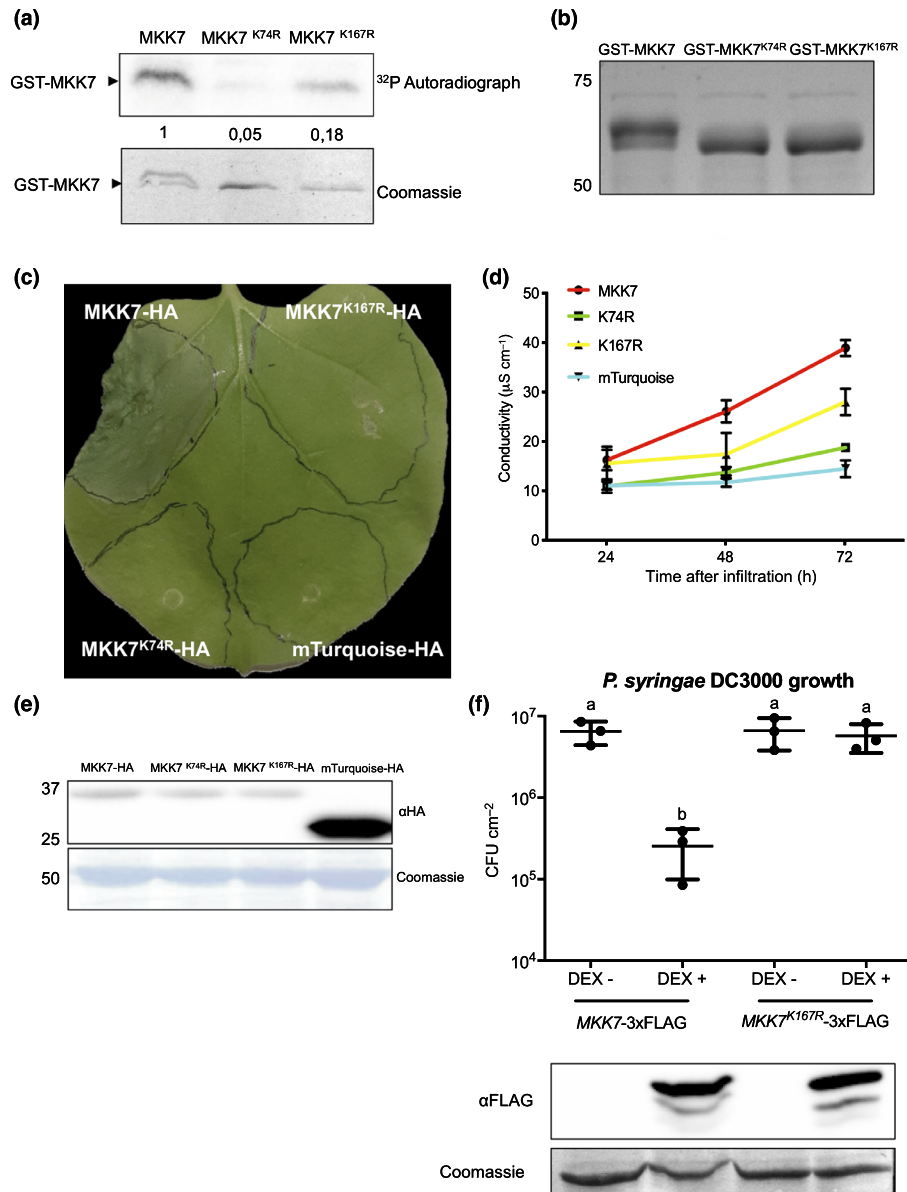 (a)
MKK7 MKK7 K74R MKK7 K167R
GST-MKK7
32P Autoradiograph
1 0,05 0,18
GST-MKK7
Coomassie
(b)
GST-MKK7 GST-MKK7K74R GST-MKK7K167R
75
50
(c)
MKK7-HA
MKK7K167R-HA
MKK7K74R-HA
mTurquoise-HA
(d)
MKK7
K74R
K167R
mTurquoise
Conductivity (µS cm−1)
50
40
30
20
10
0
24 48 72
Time after infiltration (h)
(e)
MKK7-HA MKK7 K74R-HA MKK7 K167R-HA mTurquoise-HA
37
25
αHA
50
Coomassie
(f)
P. syringae DC3000 growth
CFU cm−2
107
106
105
104
a
b
a
a
DEX - DEX + DEX - DEX +
MKK7-3xFLAG MKK7K167R-3xFLAG
αFLAG
Coomassie